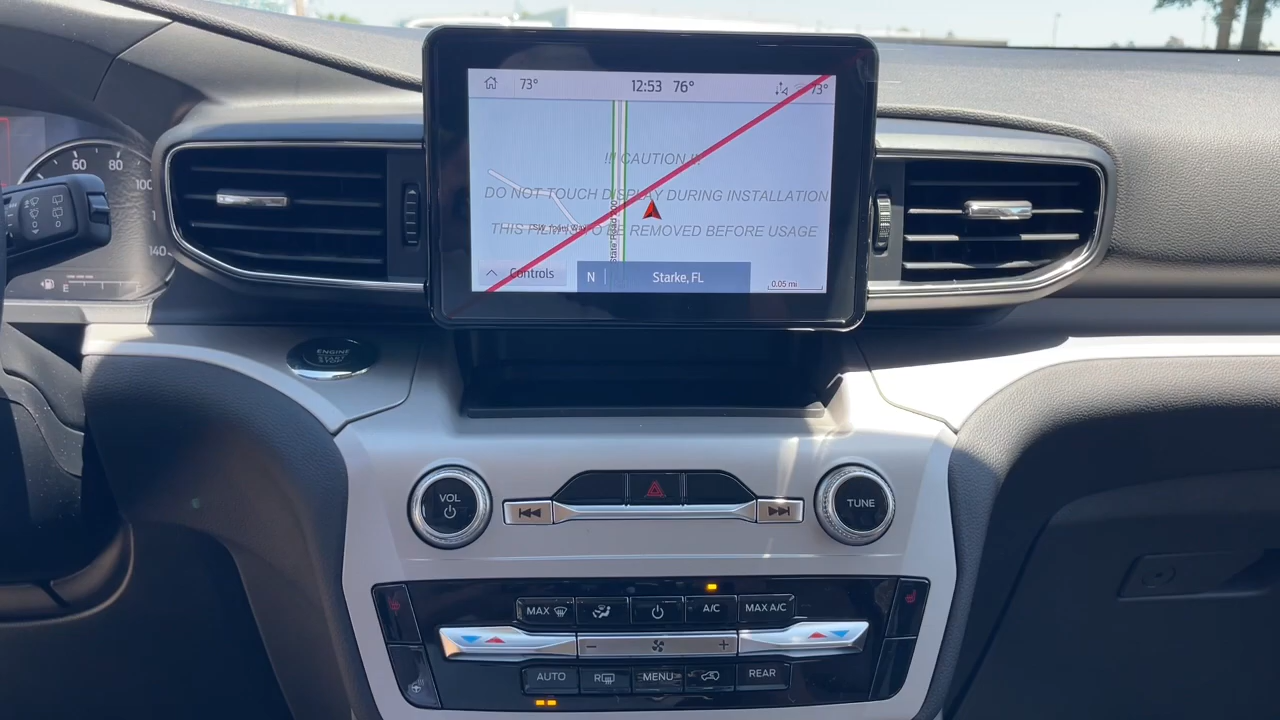 73° 12:53 76° 73°
60 80
100
140
E
!!! CAUTION !!!
DO NOT TOUCH DISPLAY DURING INSTALLATION
THIS FILM TO BE REMOVED BEFORE USAGE
Controls N Starke, FL 0.05 mi
ENGINE
START
STOP
VOL TUNE
MAX A/C MAX A/C
AUTO R MENU REAR